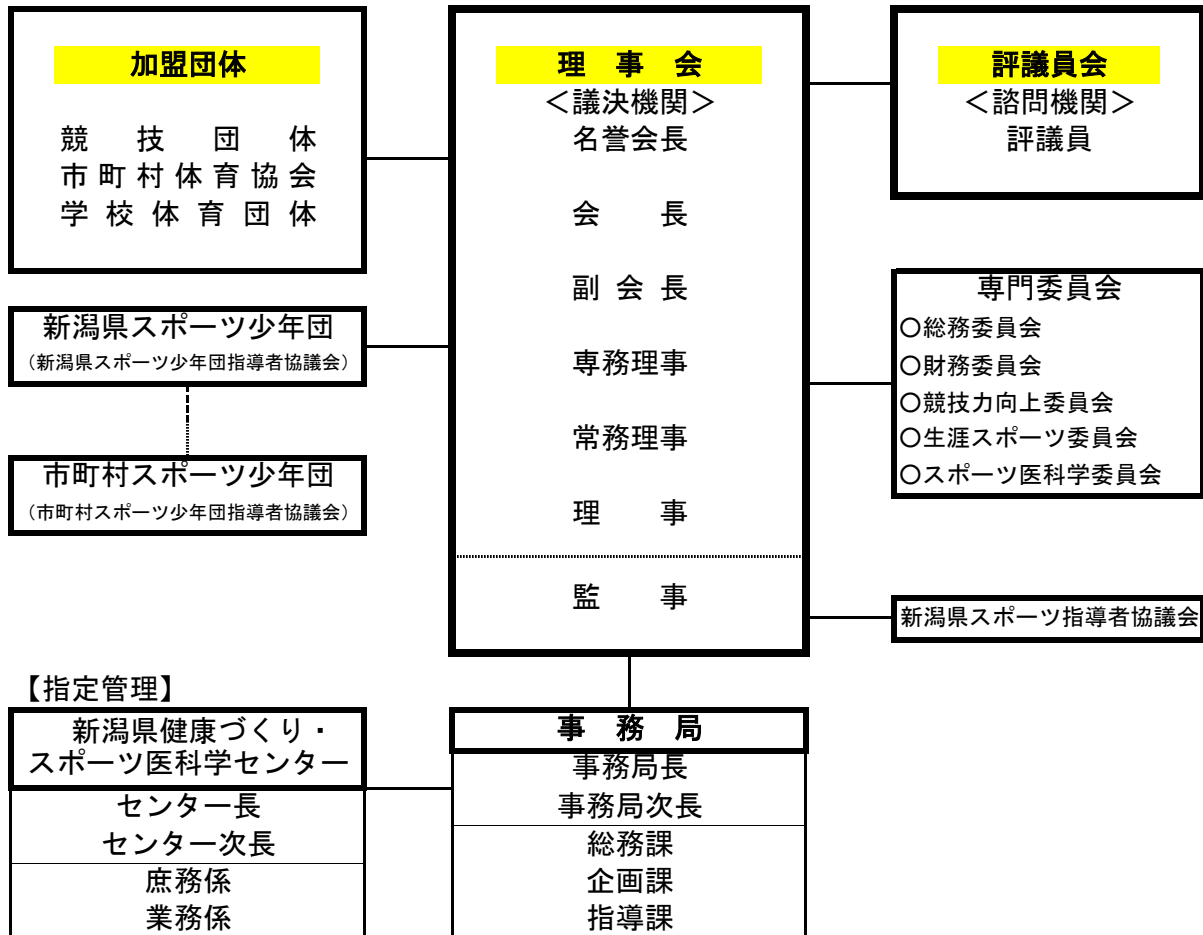 加盟団体
競技団体
市町村体育協会
学校体育団体
新潟県スポーツ少年団
（新潟県スポーツ少年団指導者協議会）
市町村スポーツ少年団
（市町村スポーツ少年団指導者協議会）
理事会
＜議決機関＞
名誉会長
会長
副会長
専務理事
常務理事
理事
監事
評議員会
＜諮問機関＞
評議員
専門委員会
○総務委員会
○財務委員会
○競技力向上委員会
○生涯スポーツ委員会
○スポーツ医科学委員会
新潟県スポーツ指導者協議会
【指定管理】
新潟県健康づくり・
スポーツ医科学センター
センター長
センター次長
庶務係
業務係
事務局
事務局長
事務局次長
総務課
企画課
指導課